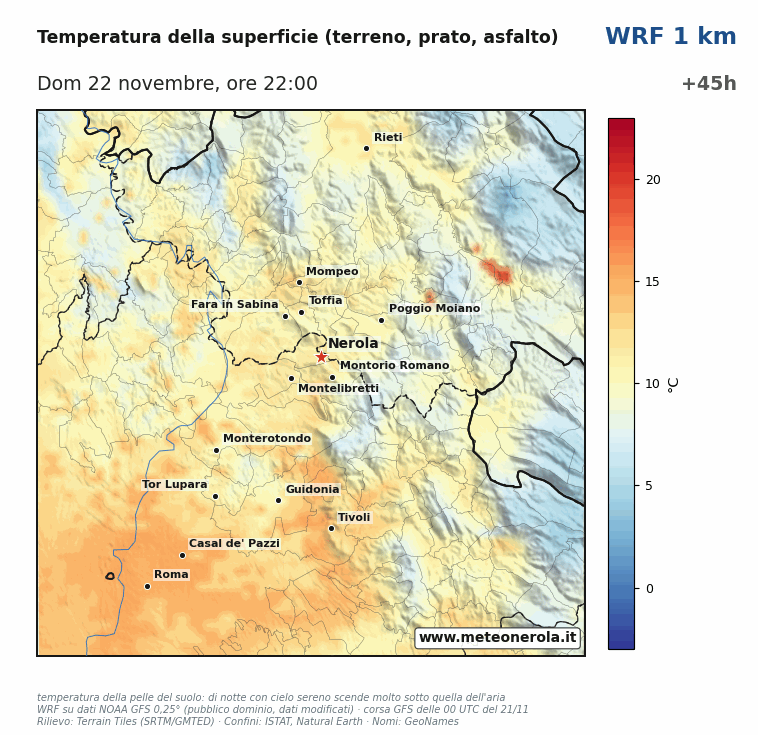 Temperatura della superficie (terreno, prato, asfalto)
WRF 1 km
Dom 22 novembre, ore 22:00
+45h
Rieti
Mompeo
Fara in Sabina
Toffia
Poggio Moiano
Nerola
Montorio Romano
Montelibretti
Monterotondo
Tor Lupara
Guidonia
Tivoli
Casal de' Pazzi
Roma
www.meteonerola.it
20
15
10
5
0
°C
temperatura della pelle del suolo: di notte con cielo sereno scende molto sotto quella dell'aria
WRF su dati NOAA GFS 0,25° (pubblico dominio, dati modificati) · corsa GFS delle 00 UTC del 21/11
Rilievo: Terrain Tiles (SRTM/GMTED) · Confini: ISTAT, Natural Earth · Nomi: GeoNames